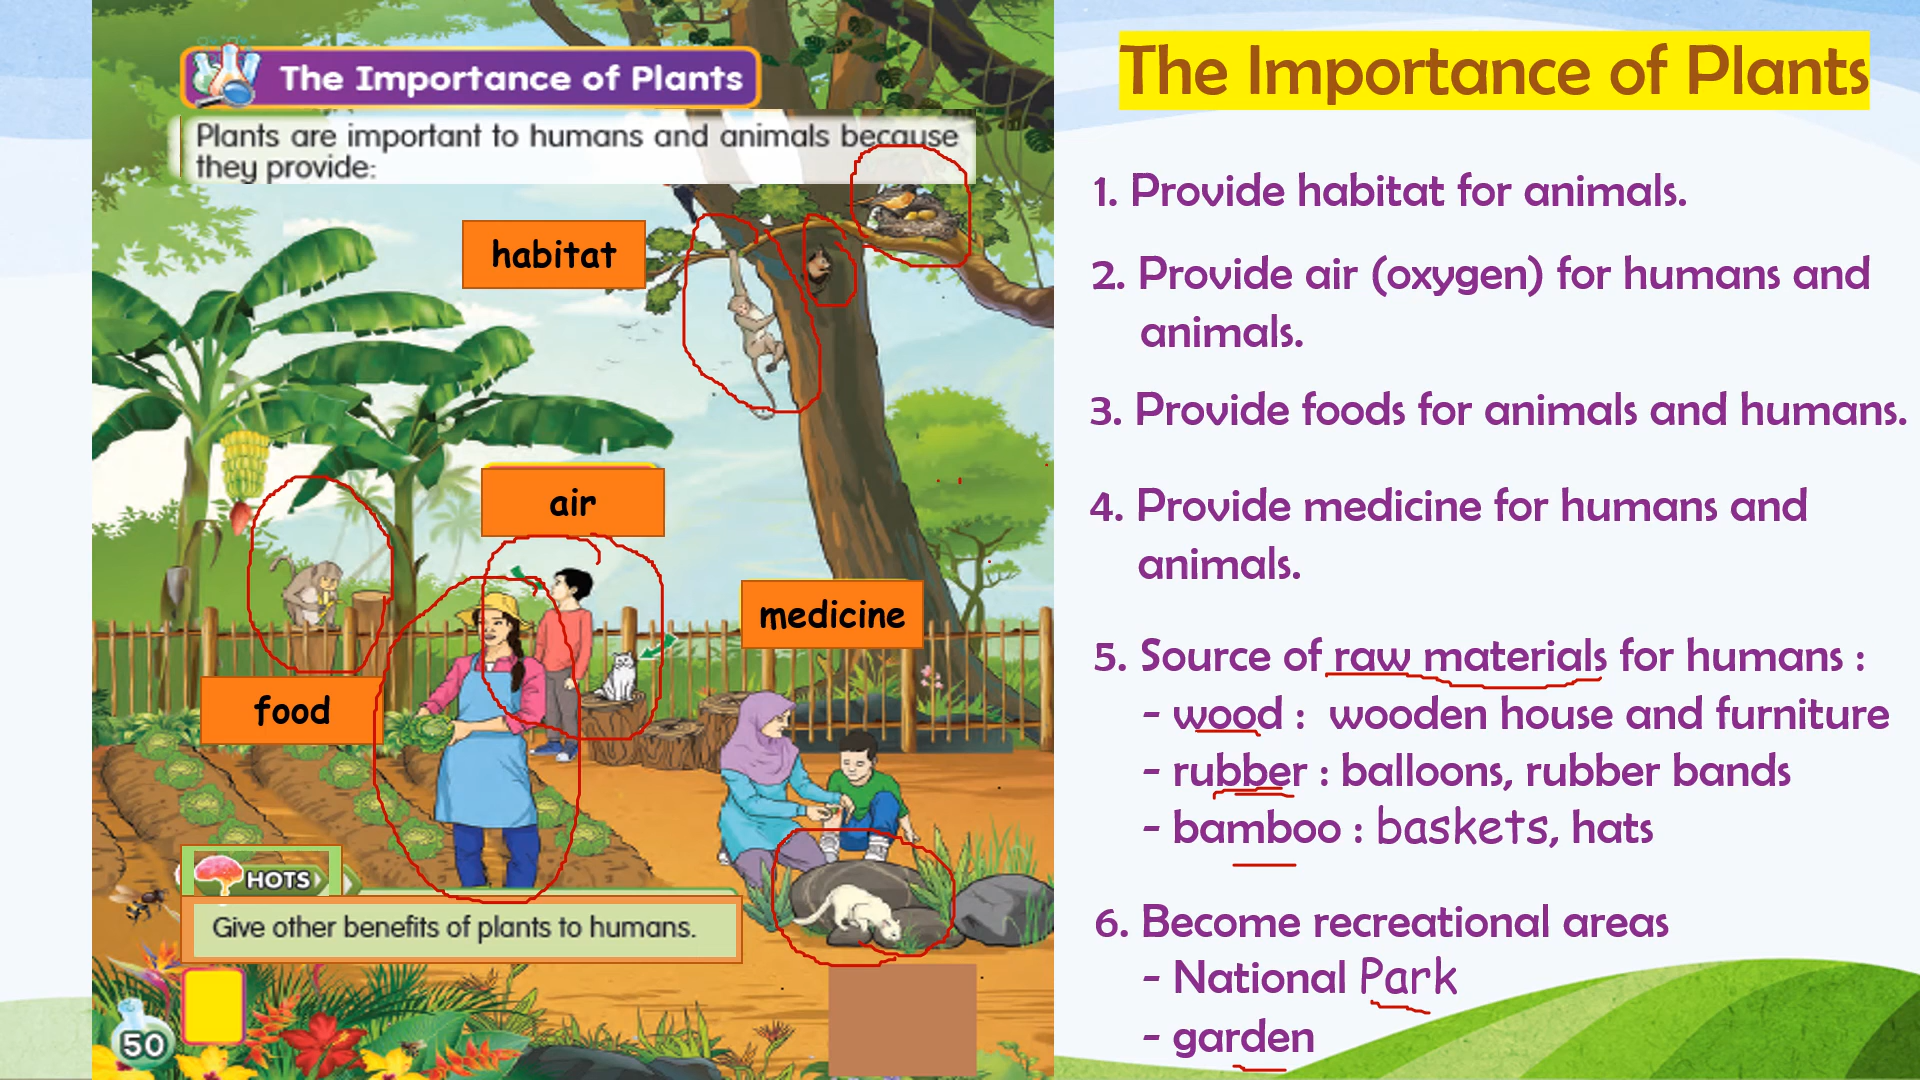 The Importance of Plants
Plants are important to humans and animals because
they provide:
habitat
air
medicine
food
HOTS
Give other benefits of plants to humans.
50
The Importance of Plants
1. Provide habitat for animals.
2. Provide air (oxygen) for humans and
animals.
3. Provide foods for animals and humans.
4. Provide medicine for humans and
animals.
5. Source of raw materials for humans :
- wood : wooden house and furniture
- rubber : balloons, rubber bands
- bamboo : baskets, hats
6. Become recreational areas
- National Park
- garden